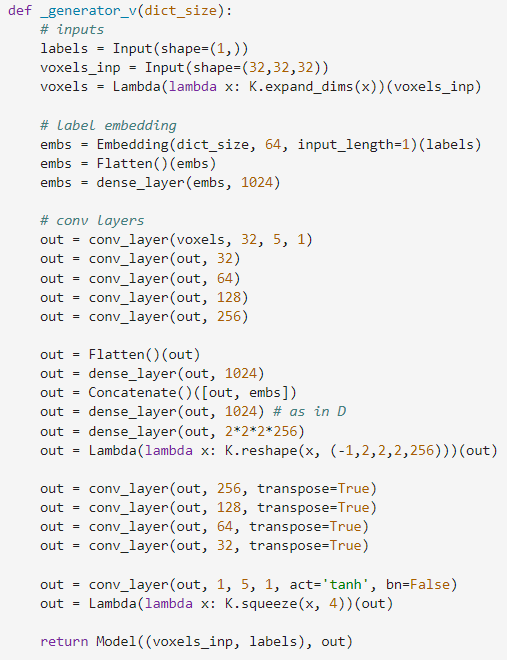 def _generator_v(dict_size):
    # inputs
    labels = Input(shape=(1,))
    voxels_inp = Input(shape=(32,32,32))
    voxels = Lambda(lambda x: K.expand_dims(x))(voxels_inp)

    # label embedding
    embs = Embedding(dict_size, 64, input_length=1)(labels)
    embs = Flatten()(embs)
    embs = dense_layer(embs, 1024)

    # conv layers
    out = conv_layer(voxels, 32, 5, 1)
    out = conv_layer(out, 32)
    out = conv_layer(out, 64)
    out = conv_layer(out, 128)
    out = conv_layer(out, 256)

    out = Flatten()(out)
    out = dense_layer(out, 1024)
    out = Concatenate()([out, embs])
    out = dense_layer(out, 1024) # as in D
    out = dense_layer(out, 2*2*2*256)
    out = Lambda(lambda x: K.reshape(x, (-1,2,2,2,256)))(out)

    out = conv_layer(out, 256, transpose=True)
    out = conv_layer(out, 128, transpose=True)
    out = conv_layer(out, 64, transpose=True)
    out = conv_layer(out, 32, transpose=True)

    out = conv_layer(out, 1, 5, 1, act='tanh', bn=False)
    out = Lambda(lambda x: K.squeeze(x, 4))(out)

    return Model((voxels_inp, labels), out)